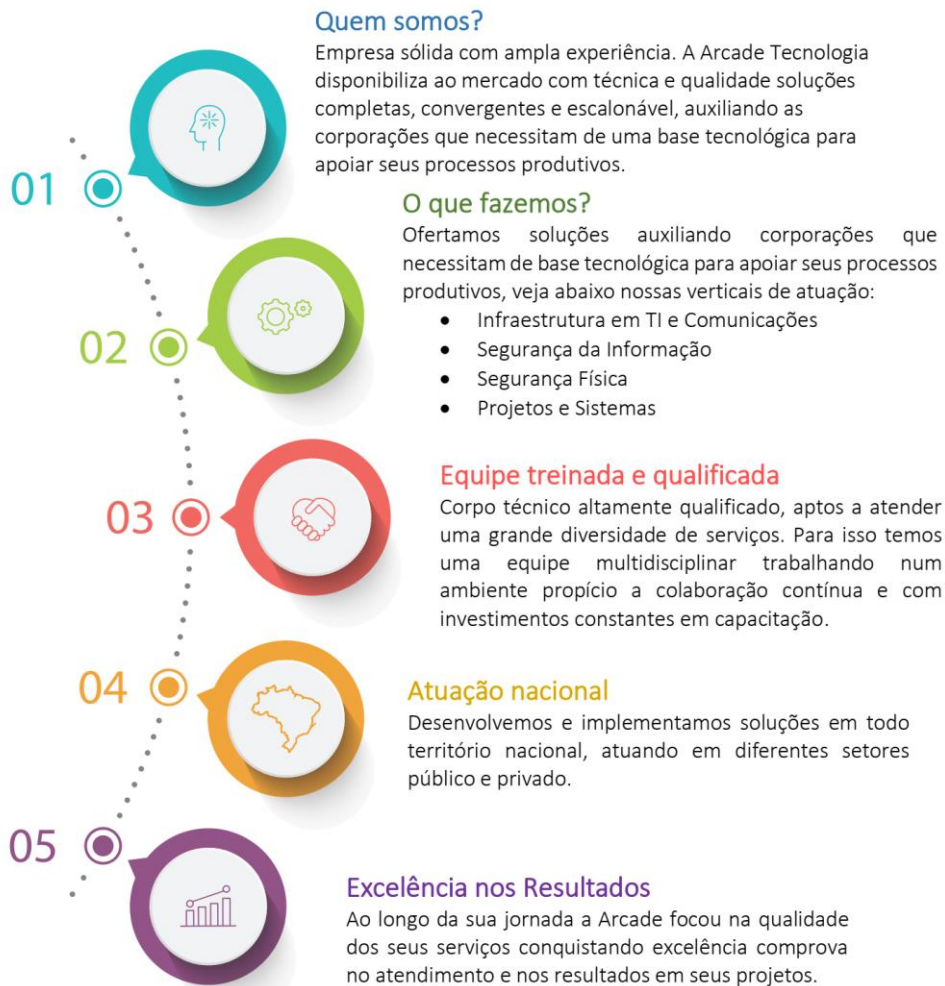 Quem somos?
Empresa sólida com ampla experiência. A Arcade Tecnologia
disponibiliza ao mercado com técnica e qualidade soluções
completas, convergentes e escalonável, auxiliando as
corporações que necessitam de uma base tecnológica para
apoiar seus processos produtivos.
01
O que fazemos?
Ofertamos soluções auxiliando corporações que
necessitam de base tecnológica para apoiar seus processos
produtivos, veja abaixo nossas verticais de atuação:
• Infraestrutura em TI e Comunicações
• Segurança da Informação
• Segurança Física
• Projetos e Sistemas
02
Equipe treinada e qualificada
Corpo técnico altamente qualificado, aptos a atender
uma grande diversidade de serviços. Para isso temos
uma equipe multidisciplinar trabalhando num
ambiente propício a colaboração contínua e com
investimentos constantes em capacitação.
03
04
Atuação nacional
Desenvolvemos e implementamos soluções em todo
território nacional, atuando em diferentes setores
público e privado.
05
Excelência nos Resultados
Ao longo da sua jornada a Arcade focou na qualidade
dos seus serviços conquistando excelência comprova
no atendimento e nos resultados em seus projetos.